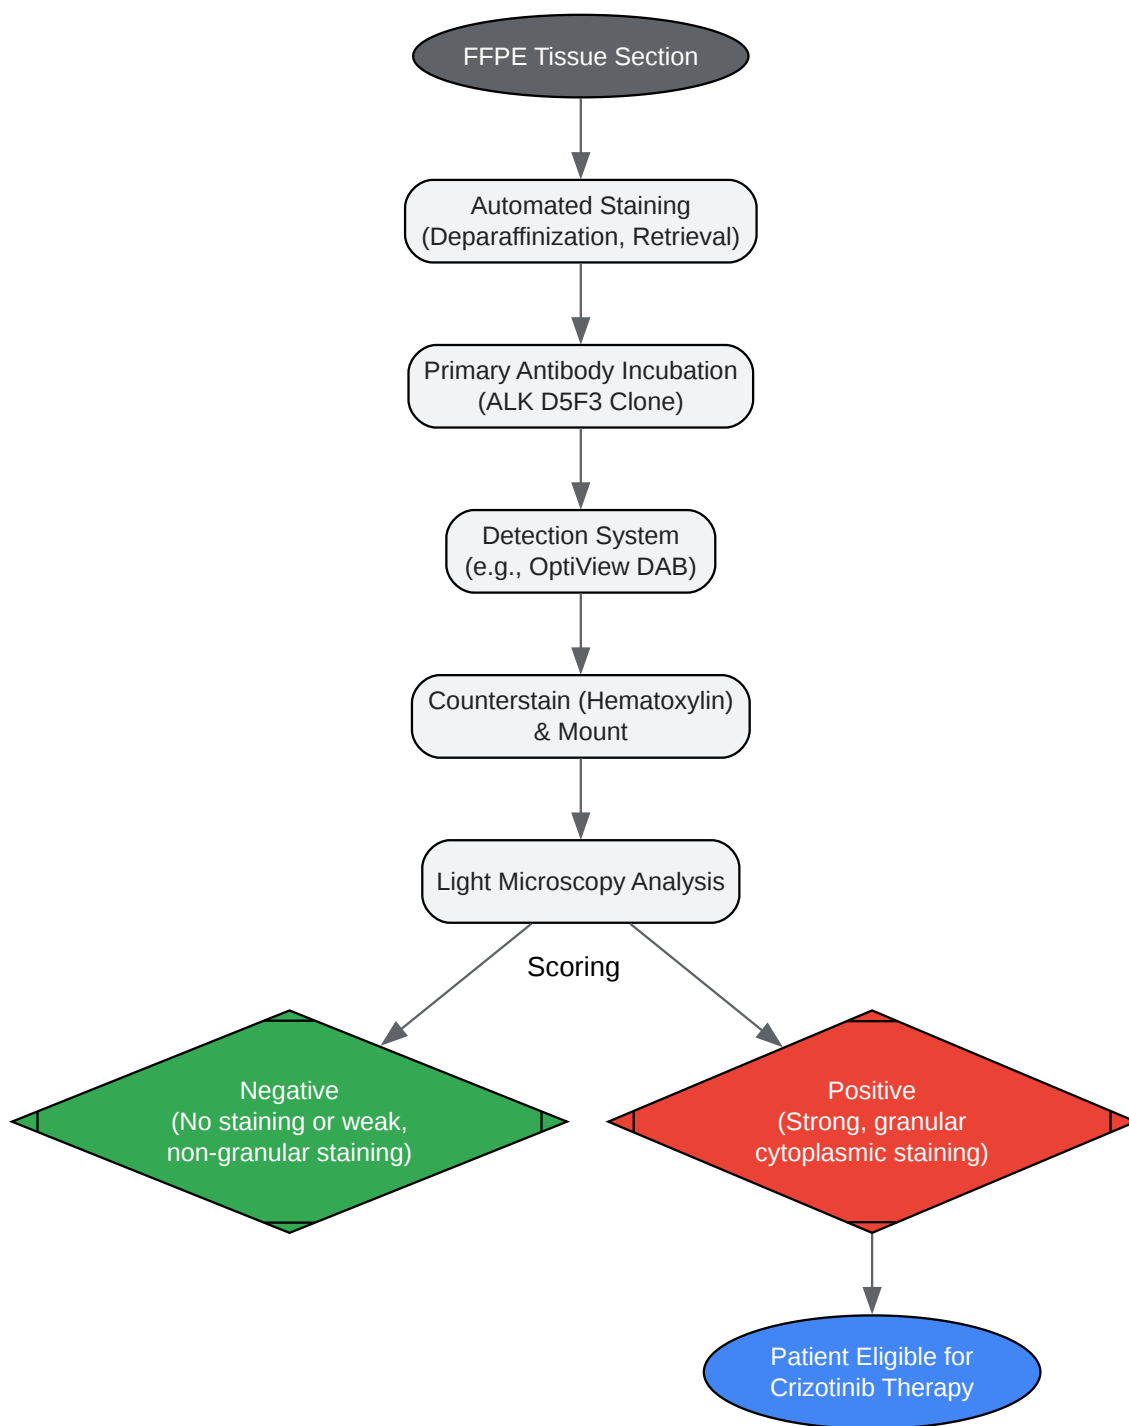 FFPE Tissue Section
Automated Staining
(Deparaffinization, Retrieval)
Primary Antibody Incubation
(ALK D5F3 Clone)
Detection System
(e.g., OptiView DAB)
Counterstain (Hematoxylin)
& Mount
Light Microscopy Analysis
Scoring
Negative
(No staining or weak,
non-granular staining)
Positive
(Strong, granular
cytoplasmic staining)
Patient Eligible for
Crizotinib Therapy